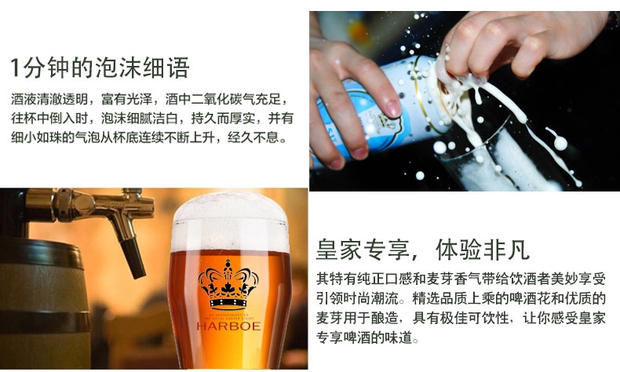 1分钟的泡沫细语
酒液清澈透明，富有光泽，酒中二氧化碳气充足，
往杯中倒入时，泡沫细腻洁白，持久而厚实，并有
细小如珠的气泡从杯底连续不断上升，经久不息。
HARBOE
皇家专享，体验非凡
其特有纯正口感和麦芽香气带给饮酒者美妙享受
引领时尚潮流。精选品质上乘的啤酒花和优质的
麦芽用于酿造，具有极佳可饮性，让你感受皇家
专享啤酒的味道。